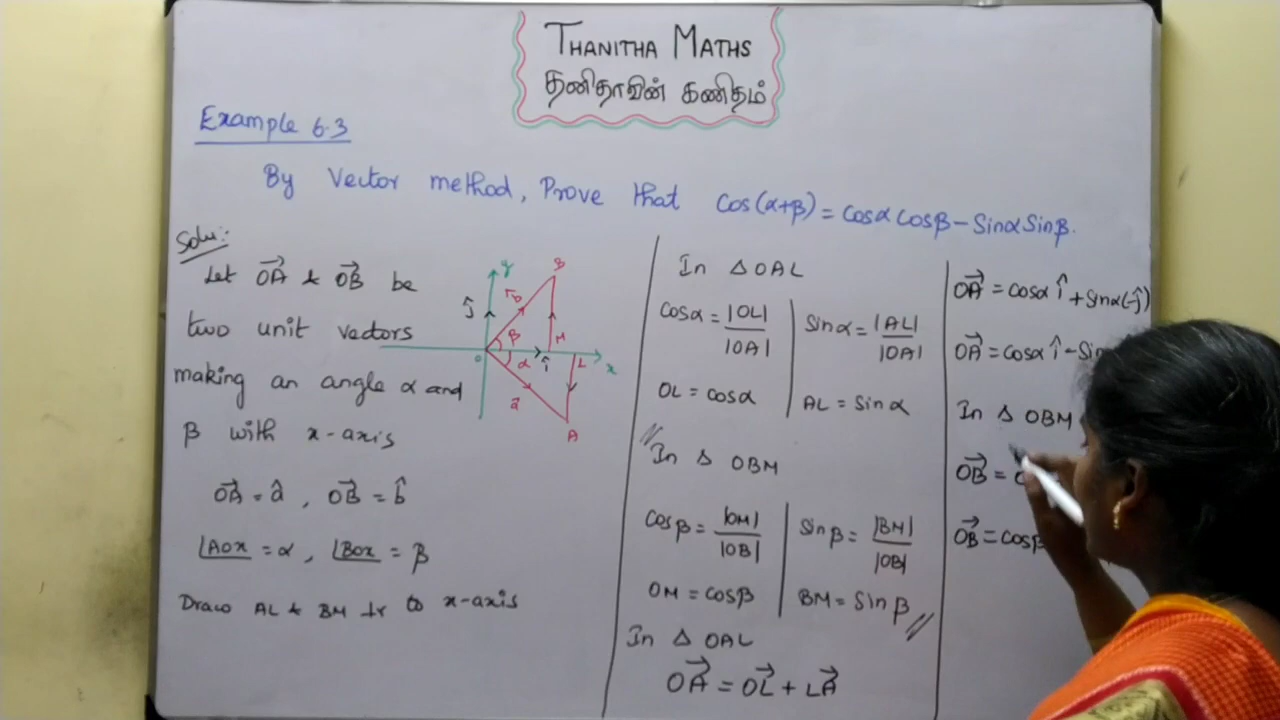 THANITHA MATHS
தனிதாவின் கணிதம்
Example 6.3
By Vector method, Prove that Cos(α+β) = Cosα Cosβ - Sinα Sinβ.
Solu:-
Let OA⃗ & OB⃗ be
two unit vectors
making an angle α and
β with x-axis
OA⃗ = â , OB⃗ = b̂
∠AOX = α , ∠BOX = β
Draw AL & BM ⊥r to x-axis
y
B
ĵ
b⃗
β
M
O
α
î
L
x
a⃗
A
In Δ OAL
Cosα = |OL| / |OA|
Sinα = |AL| / |OA|
OL = cosα
AL = Sinα
In Δ OBM
Cosβ = |OM| / |OB|
Sinβ = |BM| / |OB|
OM = cosβ
BM = Sinβ
In Δ OAL
OA⃗ = OL⃗ + LA⃗
OA⃗ = cosα î + Sinα(-ĵ)
OA⃗ = cosα î -
In Δ OBM
OB⃗ =
OB⃗ = cosβ